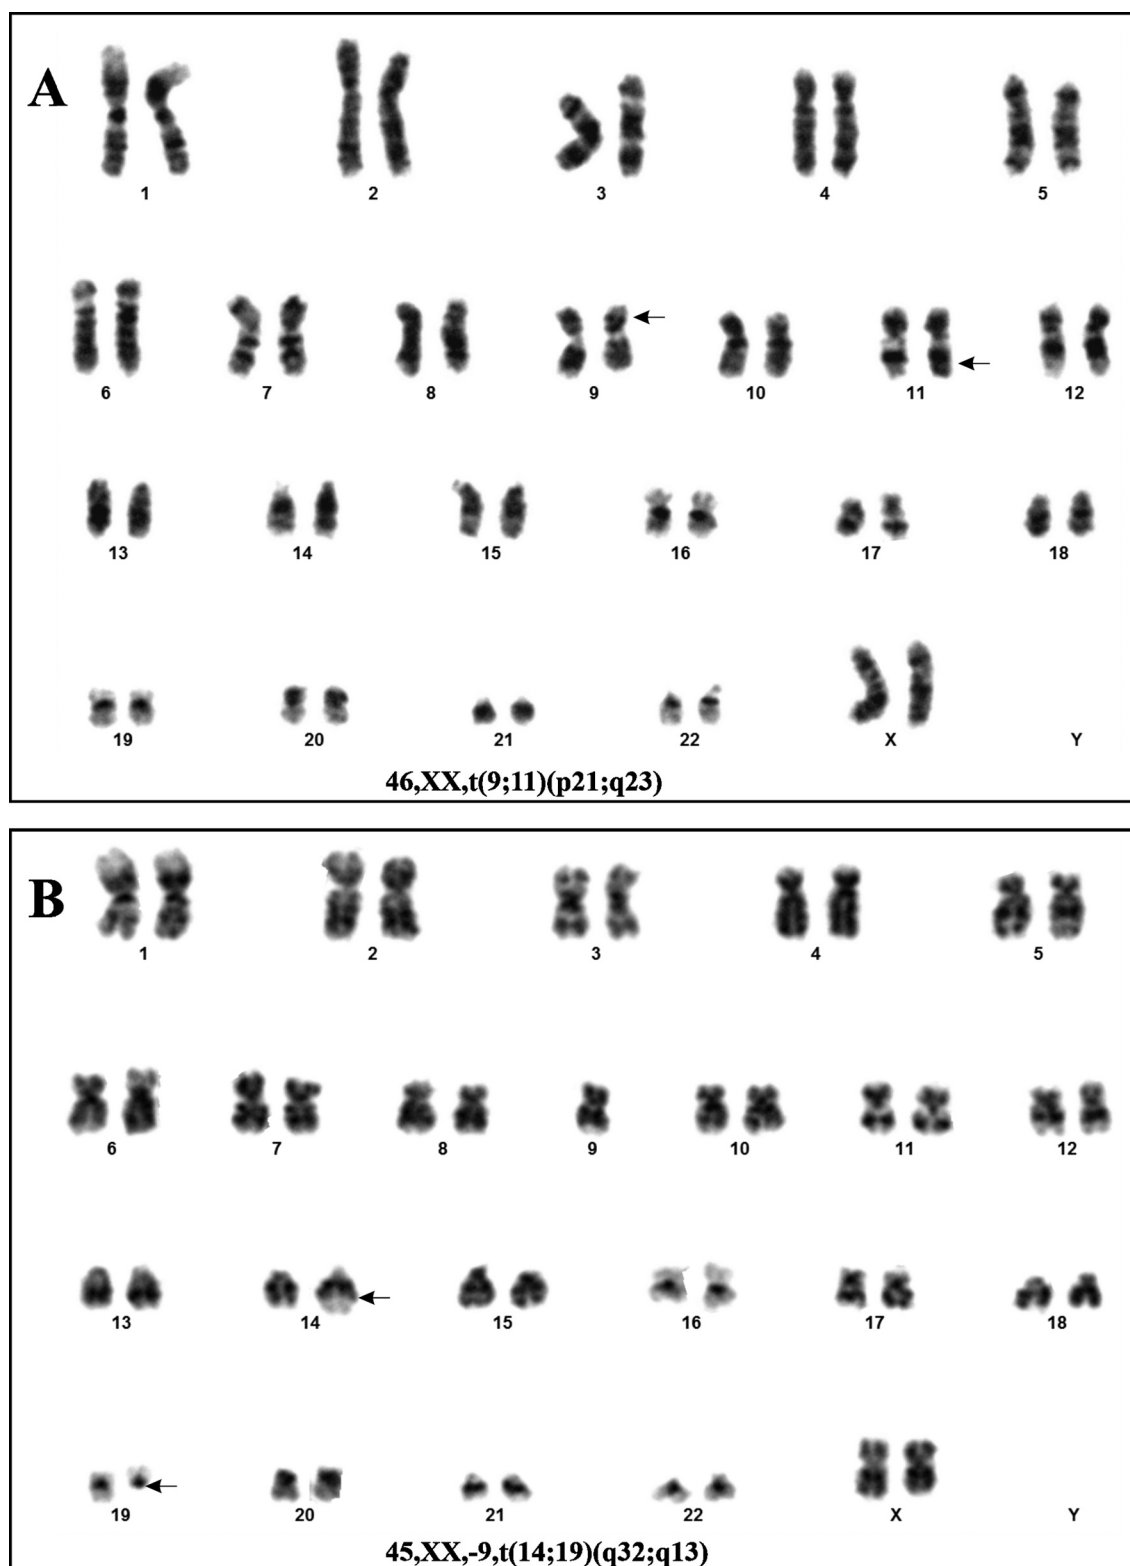 A
1 2 3 4 5
6 7 8 9 10 11 12
13 14 15 16 17 18
19 20 21 22 X Y
46,XX,t(9;11)(p21;q23)
B
1 2 3 4 5
6 7 8 9 10 11 12
13 14 15 16 17 18
19 20 21 22 X Y
45,XX,-9,t(14;19)(q32;q13)